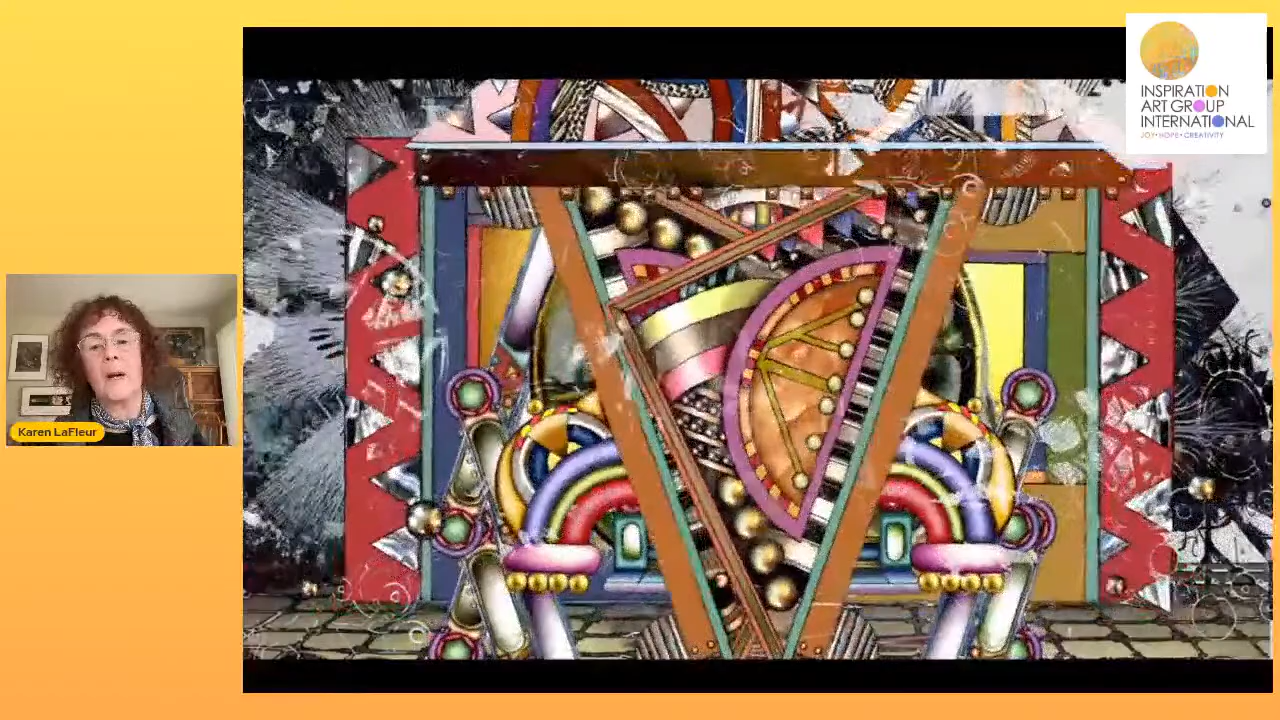 INSPIRATION
ART GROUP
INTERNATIONAL
JOY•HOPE•CREATIVITY
Karen LaFleur